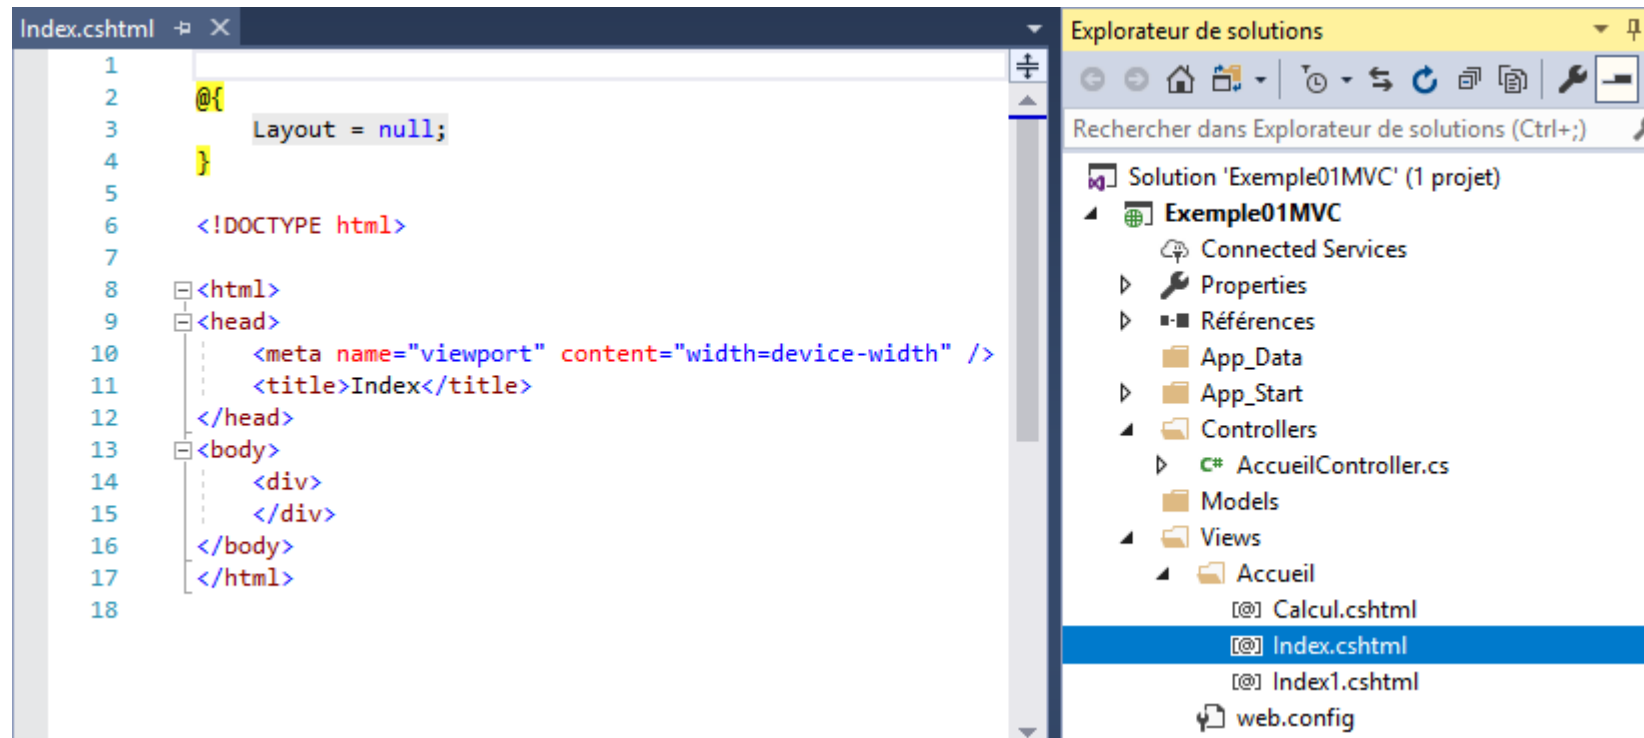 Index.cshtml
1
2 @{
3 Layout = null;
4 }
5
6 <!DOCTYPE html>
7
8 <html>
9 <head>
10 <meta name="viewport" content="width=device-width" />
11 <title>Index</title>
12 </head>
13 <body>
14 <div>
15 </div>
16 </body>
17 </html>
18
Explorateur de solutions
Rechercher dans Explorateur de solutions (Ctrl+;)
Solution 'Exemple01MVC' (1 projet)
Exemple01MVC
Connected Services
Properties
Références
App_Data
App_Start
Controllers
C# AccueilController.cs
Models
Views
Accueil
[@] Calcul.cshtml
[@] Index.cshtml
[@] Index1.cshtml
web.config